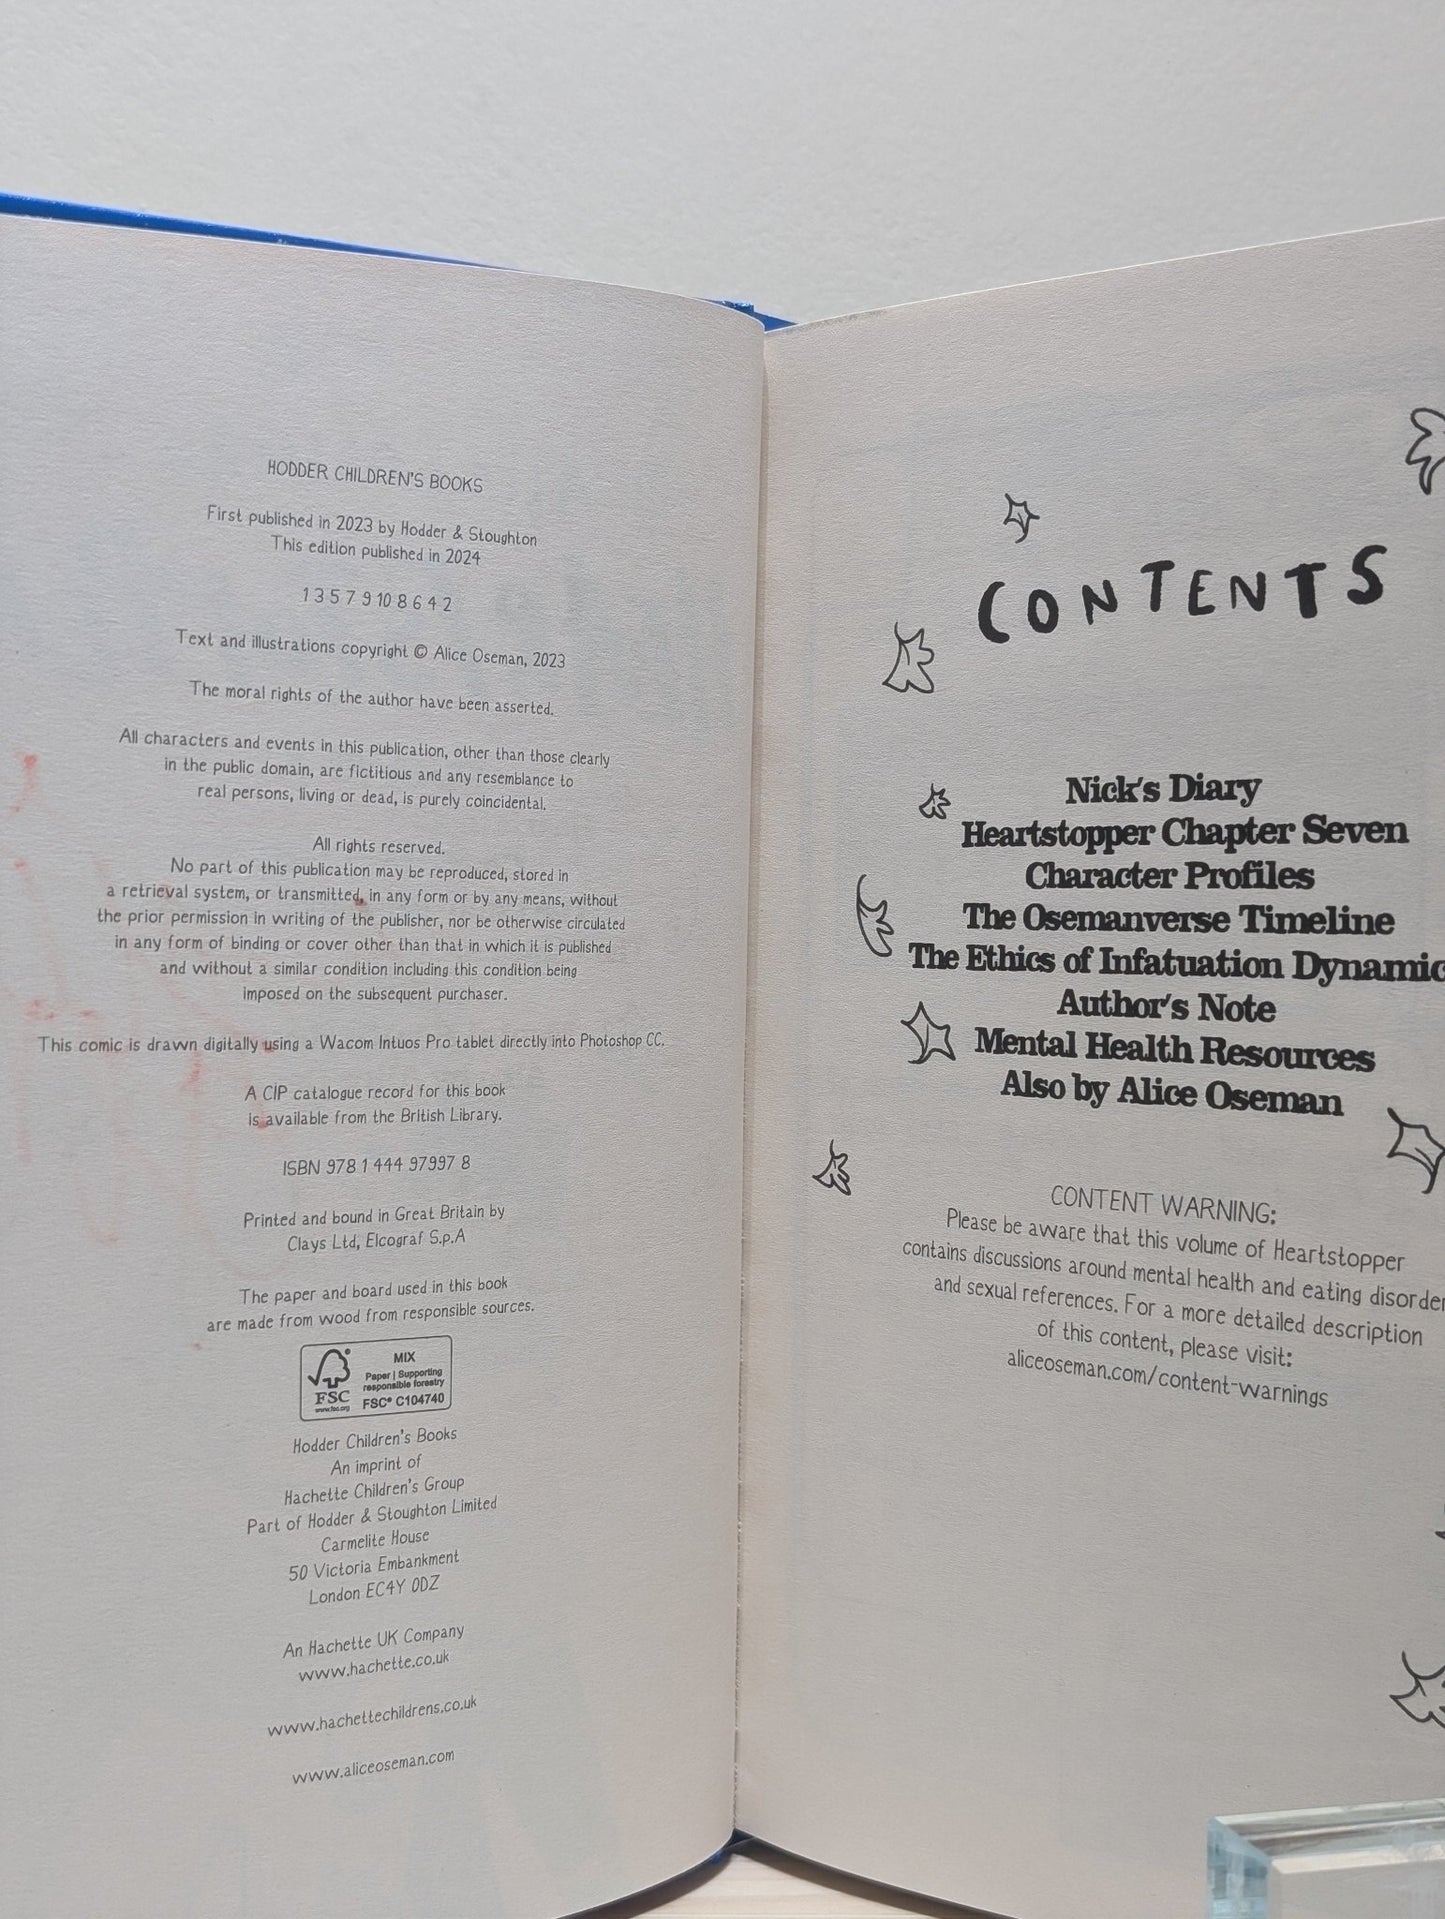 HODDER CHILDREN'S BOOKS
First published in 2023 by Hodder & Stoughton
This edition published in 2024
1 3 5 7 9 10 8 6 4 2
Text and illustrations copyright © Alice Oseman, 2023
The moral rights of the author have been asserted.
All characters and events in this publication, other than those clearly
in the public domain, are fictitious and any resemblance to
real persons, living or dead, is purely coincidental.
All rights reserved.
No part of this publication may be reproduced, stored in
a retrieval system, or transmitted, in any form or by any means, without
the prior permission in writing of the publisher, nor be otherwise circulated
in any form of binding or cover other than that in which it is published
and without a similar condition including this condition being
imposed on the subsequent purchaser.
This comic is drawn digitally using a Wacom Intuos Pro tablet directly into Photoshop CC.
A CIP catalogue record for this book
is available from the British Library.
ISBN 978 1 444 97997 8
Printed and bound in Great Britain by
Clays Ltd, Elcograf S.p.A
The paper and board used in this book
are made from wood from responsible sources.
FSC
www.fsc.org
MIX
Paper | Supporting
responsible forestry
FSC® C104740
Hodder Children's Books
An imprint of
Hachette Children's Group
Part of Hodder & Stoughton Limited
Carmelite House
50 Victoria Embankment
London EC4Y 0DZ
An Hachette UK Company
www.hachette.co.uk
www.hachettechildrens.co.uk
www.aliceoseman.com
CONTENTS
Nick's Diary
Heartstopper Chapter Seven
Character Profiles
The Osemanverse Timeline
The Ethics of Infatuation Dynamic
Author's Note
Mental Health Resources
Also by Alice Oseman
CONTENT WARNING:
Please be aware that this volume of Heartstopper
contains discussions around mental health and eating disorder
and sexual references. For a more detailed description
of this content, please visit:
aliceoseman.com/content-warnings